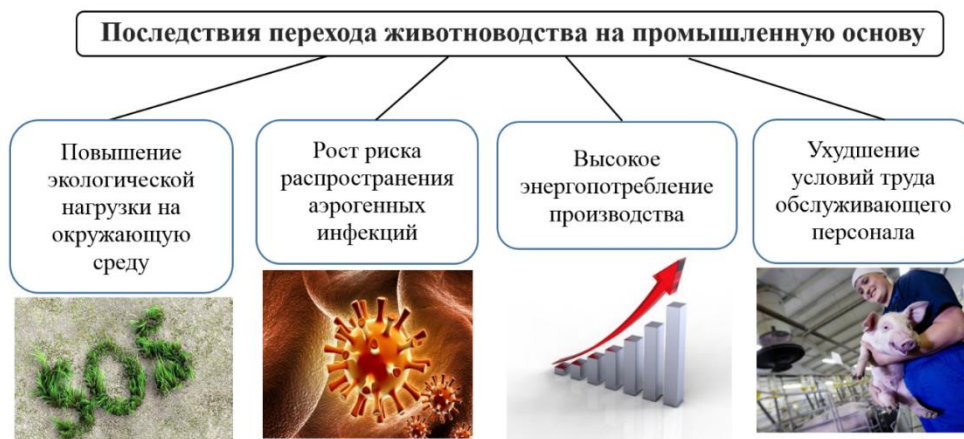 Последствия перехода животноводства на промышленную основу
Повышение
экологической
нагрузки на
окружающую
среду
Рост риска
распространения
аэрогенных
инфекций
Высокое
энергопотребление
производства
Ухудшение
условий труда
обслуживающего
персонала